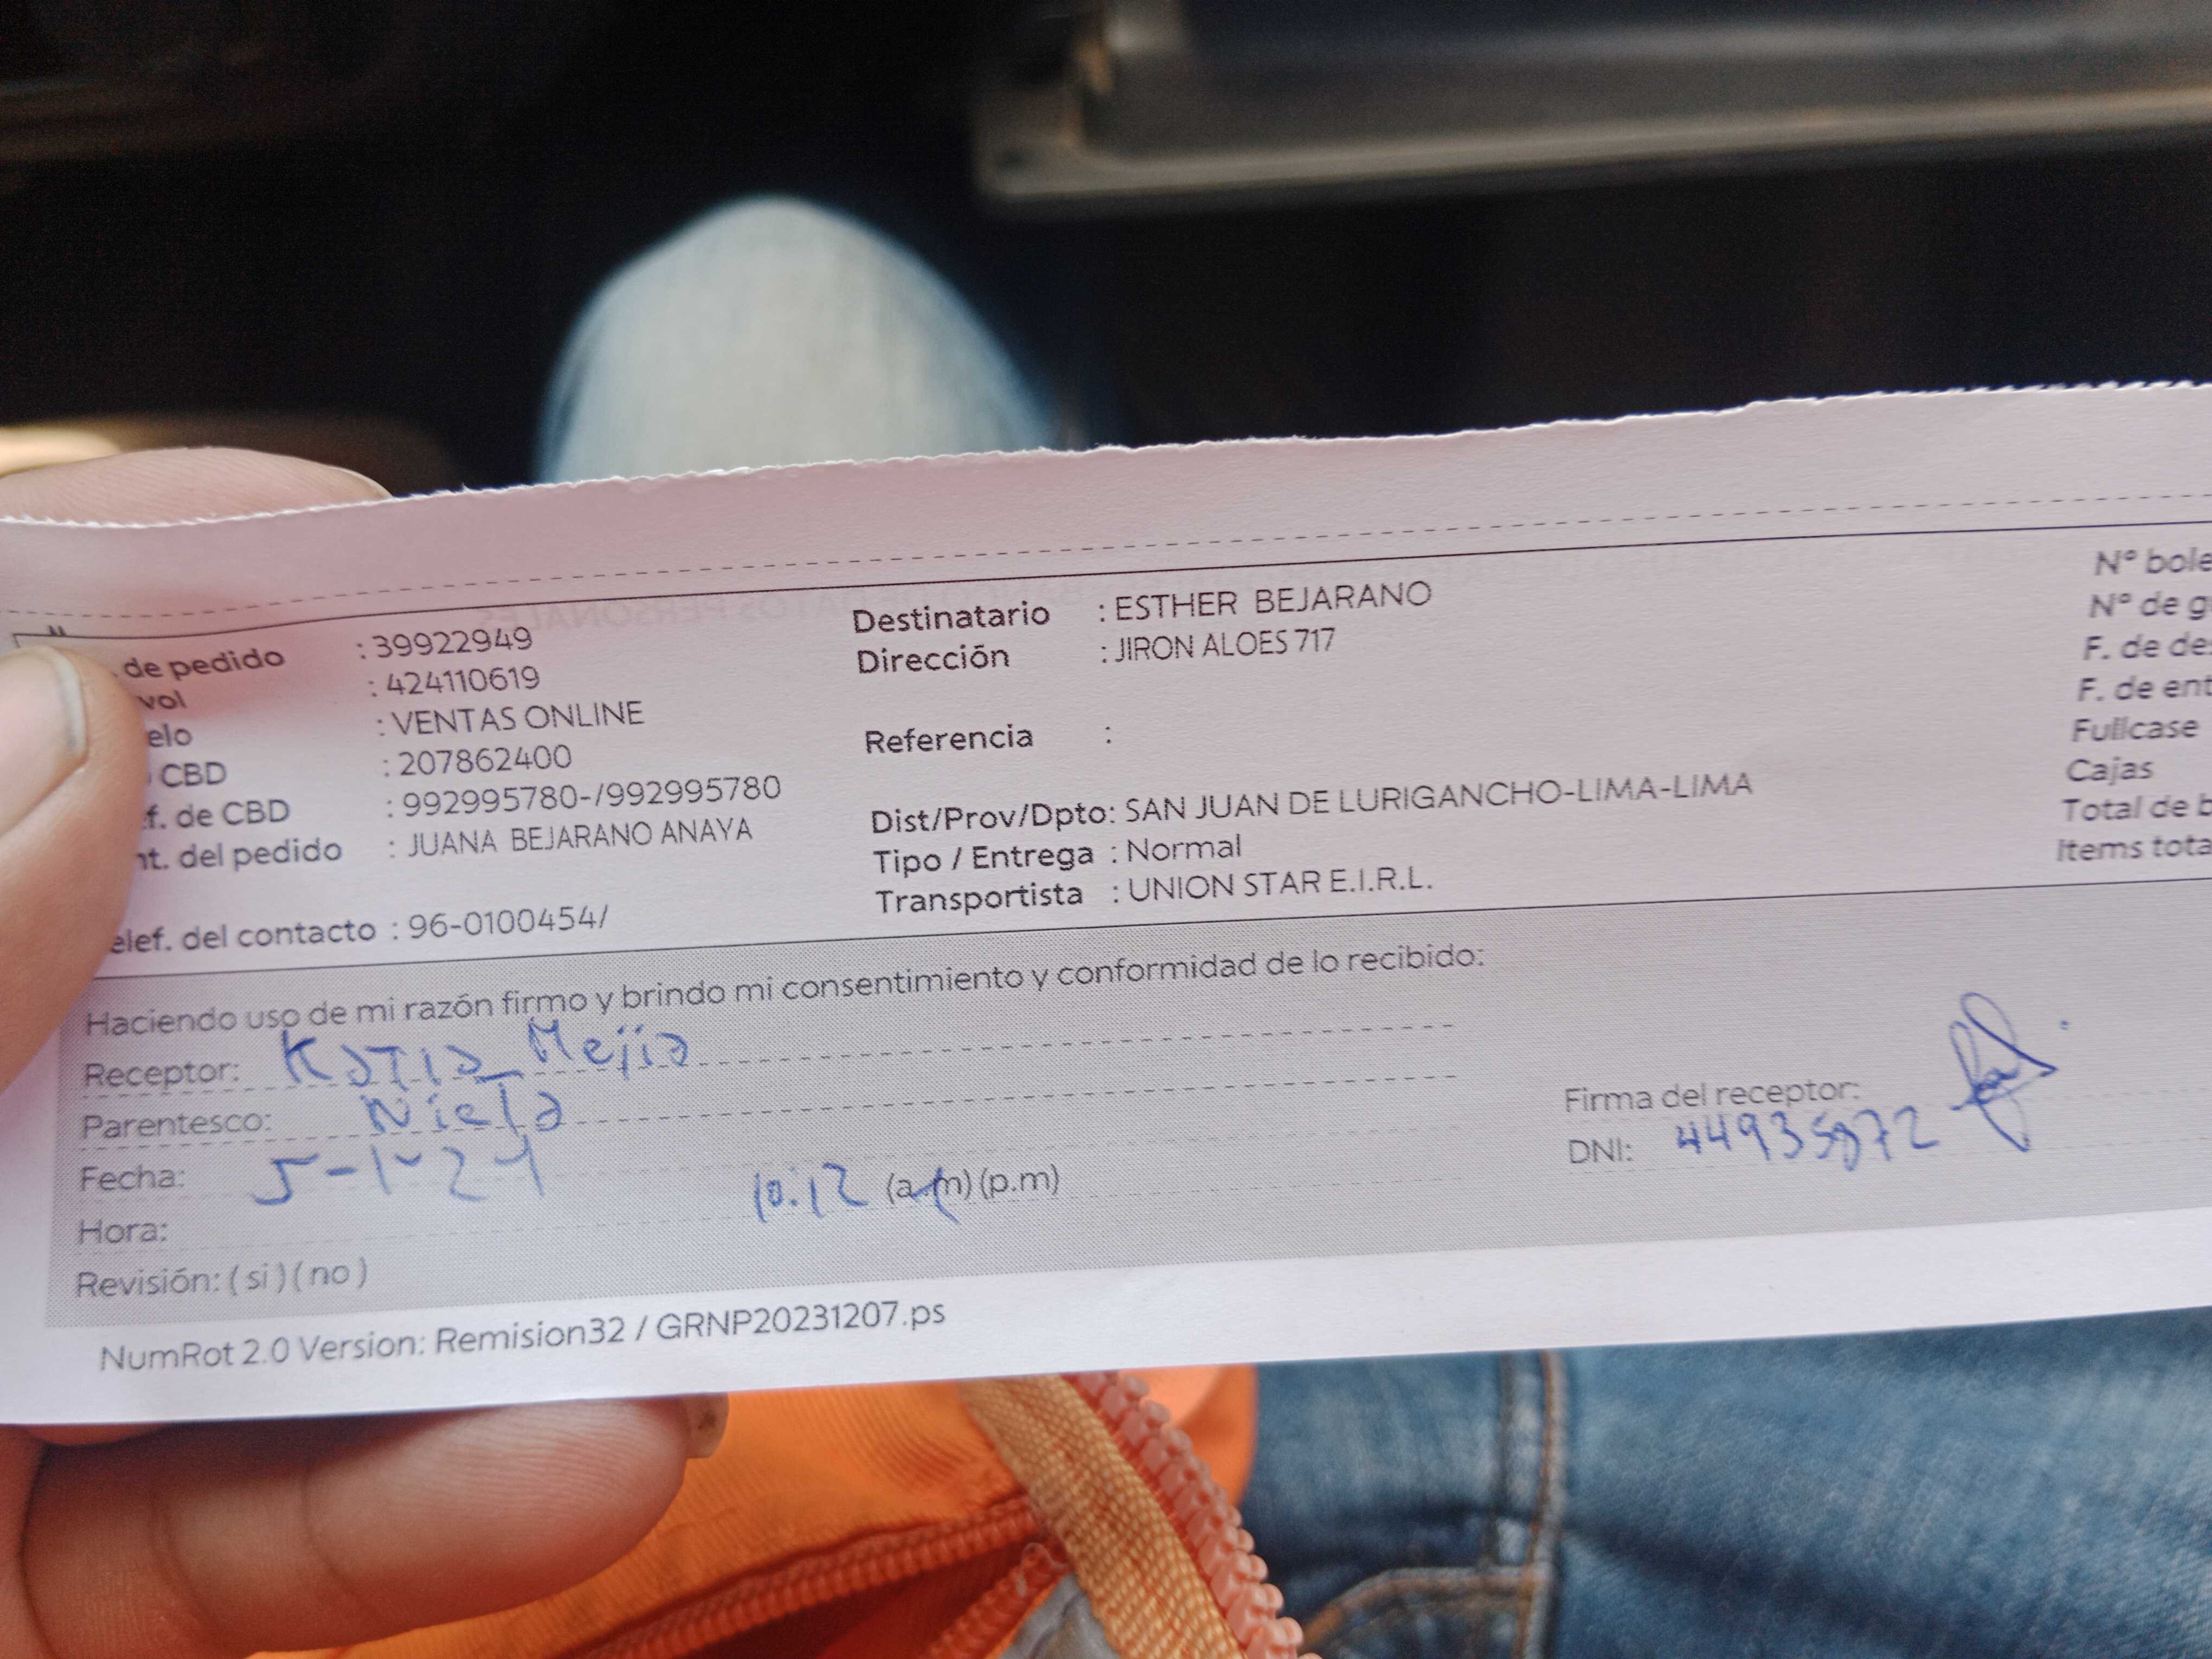 de pedido : 39922949
vol : 424110619
elo : VENTAS ONLINE
CBD : 207862400
f. de CBD : 992995780-/992995780
nt. del pedido : JUANA BEJARANO ANAYA
elef. del contacto : 96-0100454/
Destinatario : ESTHER BEJARANO
Dirección : JIRON ALOES 717
Referencia :
Dist/Prov/Dpto: SAN JUAN DE LURIGANCHO-LIMA-LIMA
Tipo / Entrega : Normal
Transportista : UNION STAR E.I.R.L.
Nº bole
Nº de g
F. de de
F. de ent
Fullcase
Cajas
Total de b
Items tota
Haciendo uso de mi razón firmo y brindo mi consentimiento y conformidad de lo recibido:
Receptor: Katia Mejia
Parentesco: Nieta
Fecha: 5-1-24
Hora: 10:12 (a.m) (p.m)
Revisión: ( si ) ( no )
Firma del receptor:
DNI:
NumRot 2.0 Version: Remision32 / GRNP20231207.ps